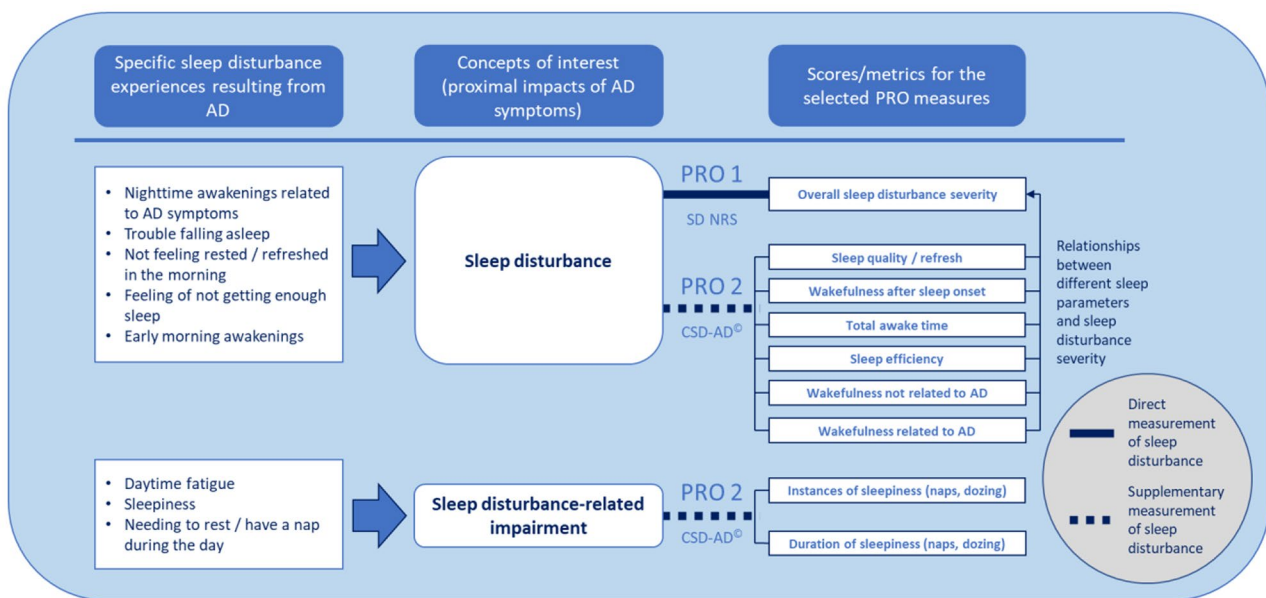 Specific sleep disturbance
experiences resulting from
AD
Concepts of interest
(proximal impacts of AD
symptoms)
Scores/metrics for the
selected PRO measures
• Nighttime awakenings related
to AD symptoms
• Trouble falling asleep
• Not feeling rested / refreshed
in the morning
• Feeling of not getting enough
sleep
• Early morning awakenings
Sleep disturbance
PRO 1
SD NRS
PRO 2
CSD-AD©
Overall sleep disturbance severity
Sleep quality / refresh
Wakefulness after sleep onset
Total awake time
Sleep efficiency
Wakefulness not related to AD
Wakefulness related to AD
Relationships
between
different sleep
parameters
and sleep
disturbance
severity
• Daytime fatigue
• Sleepiness
• Needing to rest / have a nap
during the day
Sleep disturbance-related
impairment
PRO 2
CSD-AD©
Instances of sleepiness (naps, dozing)
Duration of sleepiness (naps, dozing)
Direct
measurement
of sleep
disturbance
Supplementary
measurement
of sleep
disturbance